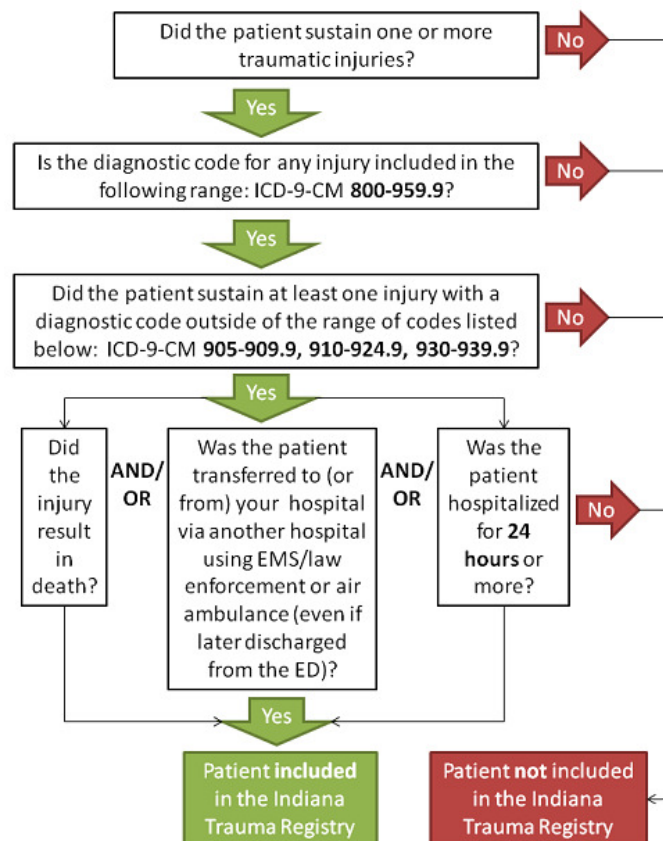 Did the patient sustain one or more
traumatic injuries?
No
Yes
Is the diagnostic code for any injury included in the
following range: ICD-9-CM 800-959.9?
No
Yes
Did the patient sustain at least one injury with a
diagnostic code outside of the range of codes listed
below: ICD-9-CM 905-909.9, 910-924.9, 930-939.9?
No
Yes
Did
the
injury
result
in
death?
AND/
OR
Was the patient
transferred to (or
from) your hospital
via another hospital
using EMS/law
enforcement or air
ambulance (even if
later discharged
from the ED)?
AND/
OR
Was the
patient
hospitalized
for 24
hours or
more?
No
Yes
Patient included
in the Indiana
Trauma Registry
Patient not included
in the Indiana
Trauma Registry